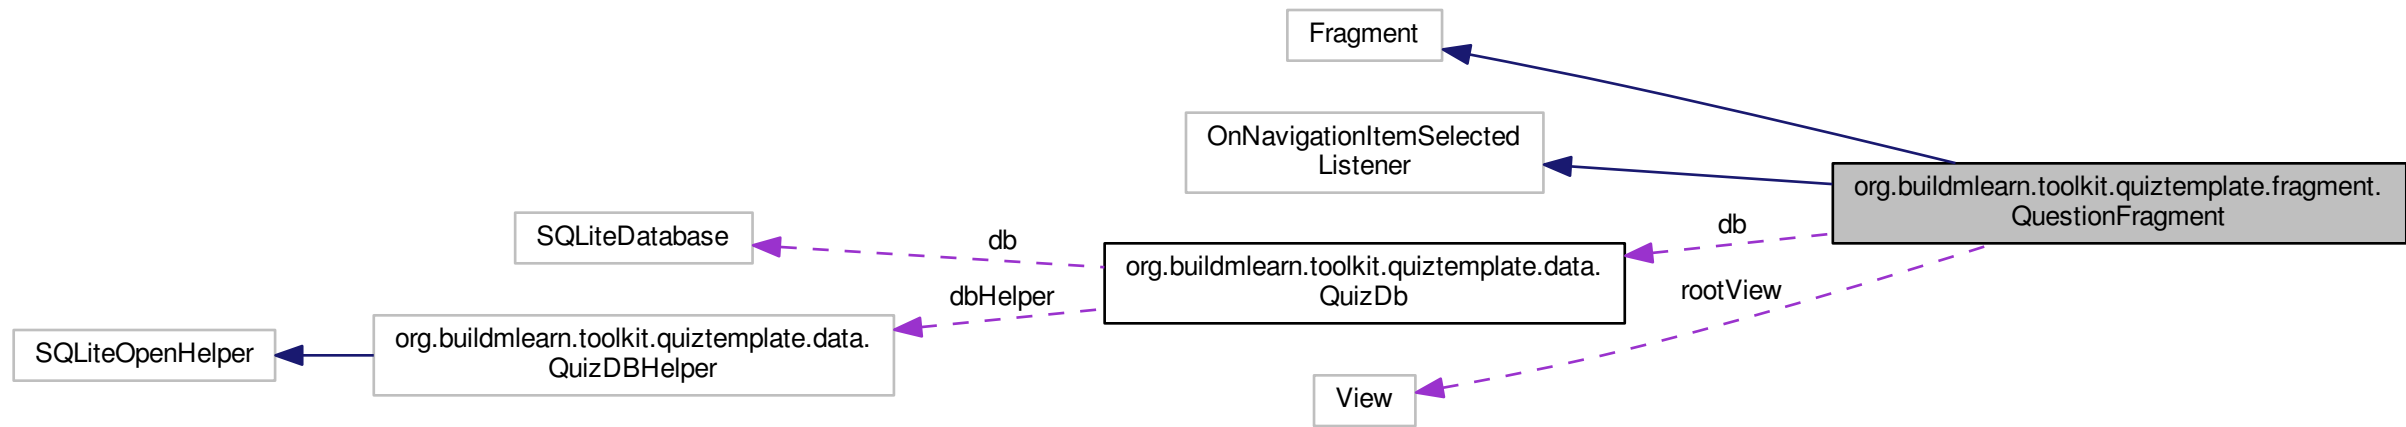 Fragment
OnNavigationItemSelected
Listener
org.buildmlearn.toolkit.quiztemplate.fragment.
QuestionFragment
SQLiteDatabase
db
db
org.buildmlearn.toolkit.quiztemplate.data.
QuizDb
dbHelper
rootView
SQLiteOpenHelper
org.buildmlearn.toolkit.quiztemplate.data.
QuizDBHelper
View